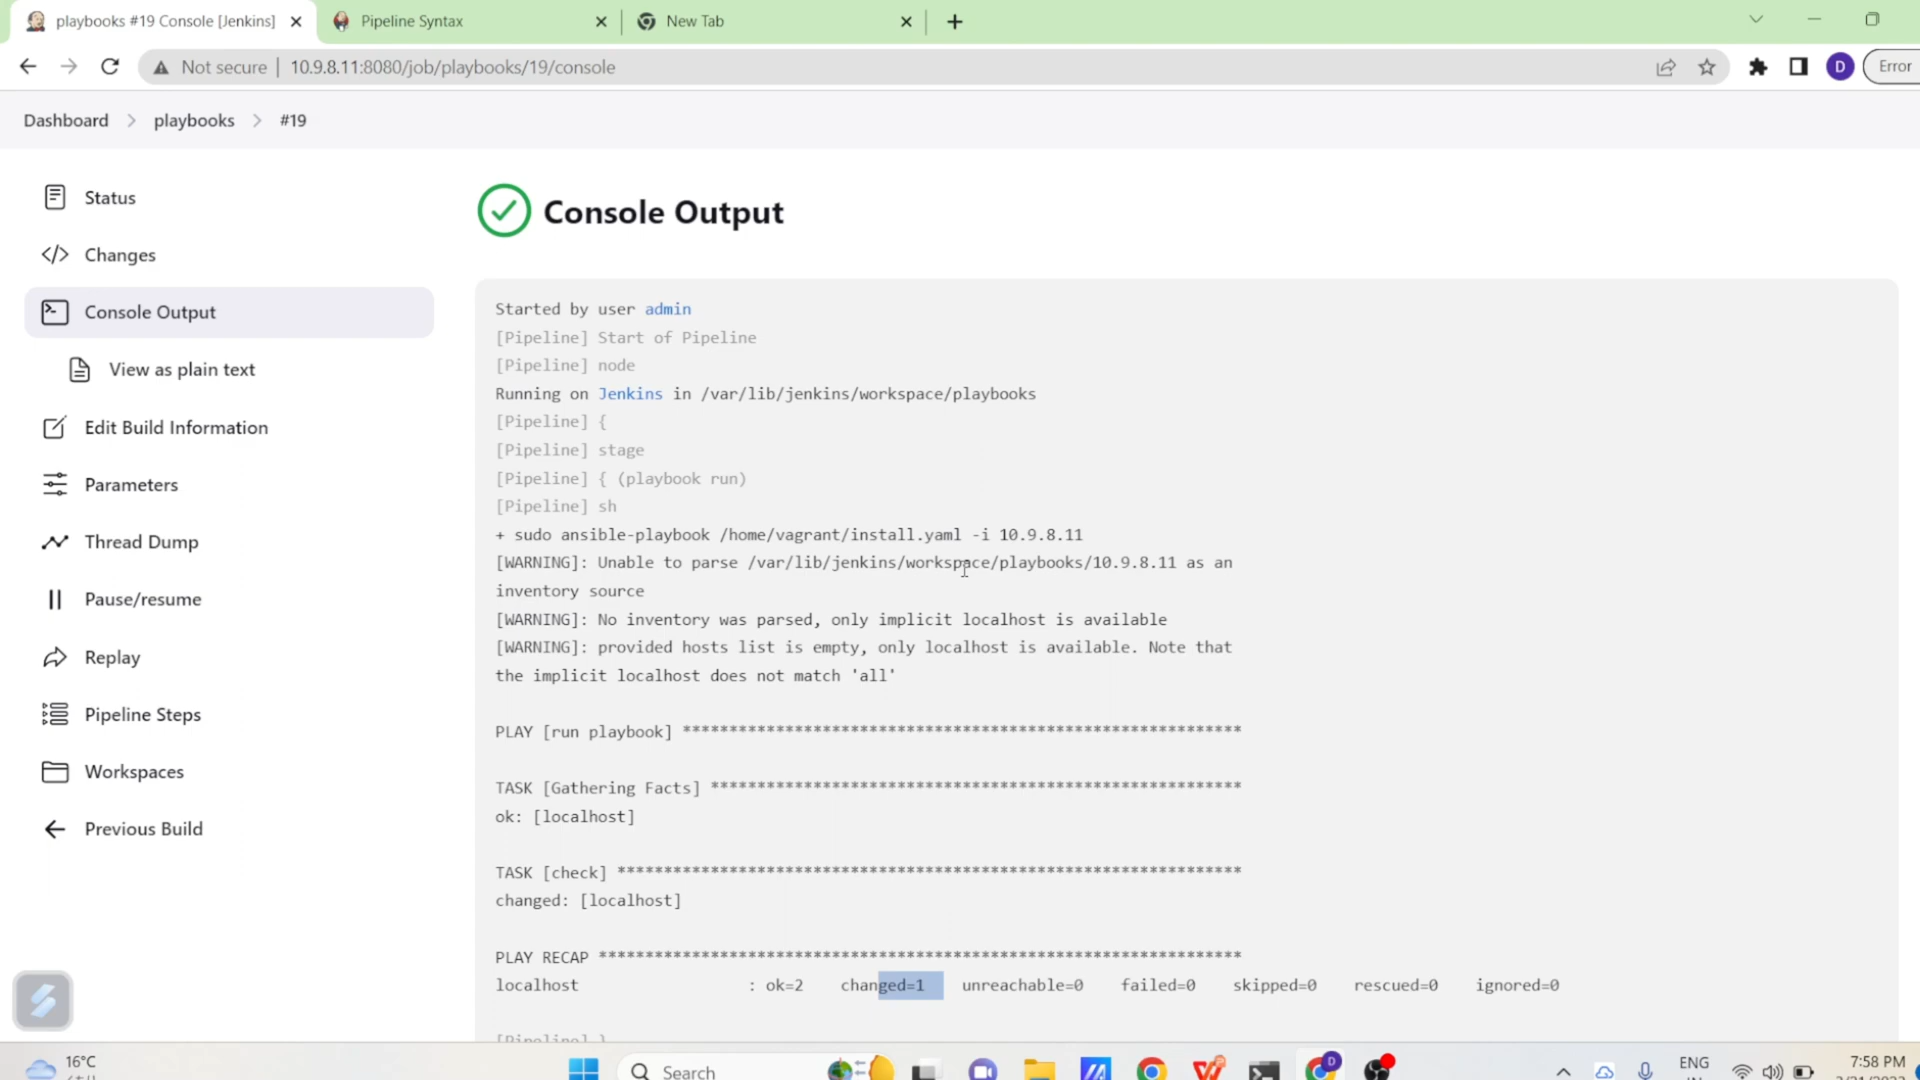 playbooks #19 Console [Jenkins]
Pipeline Syntax
New Tab
Not secure
10.9.8.11:8080/job/playbooks/19/console
D
Error
Dashboard
playbooks
#19
Status
Changes
Console Output
View as plain text
Edit Build Information
Parameters
Thread Dump
Pause/resume
Replay
Pipeline Steps
Workspaces
Previous Build
Console Output
Started by user admin
[Pipeline] Start of Pipeline
[Pipeline] node
Running on Jenkins in /var/lib/jenkins/workspace/playbooks
[Pipeline] {
[Pipeline] stage
[Pipeline] { (playbook run)
[Pipeline] sh
+ sudo ansible-playbook /home/vagrant/install.yaml -i 10.9.8.11
[WARNING]: Unable to parse /var/lib/jenkins/workspace/playbooks/10.9.8.11 as an
inventory source
[WARNING]: No inventory was parsed, only implicit localhost is available
[WARNING]: provided hosts list is empty, only localhost is available. Note that
the implicit localhost does not match 'all'
PLAY [run playbook] ************************************************************
TASK [Gathering Facts] *********************************************************
ok: [localhost]
TASK [check] *******************************************************************
changed: [localhost]
PLAY RECAP *********************************************************************
localhost : ok=2 changed=1 unreachable=0 failed=0 skipped=0 rescued=0 ignored=0
[Pipeline] }
16°C
Search
D
ENG
7:58 PM